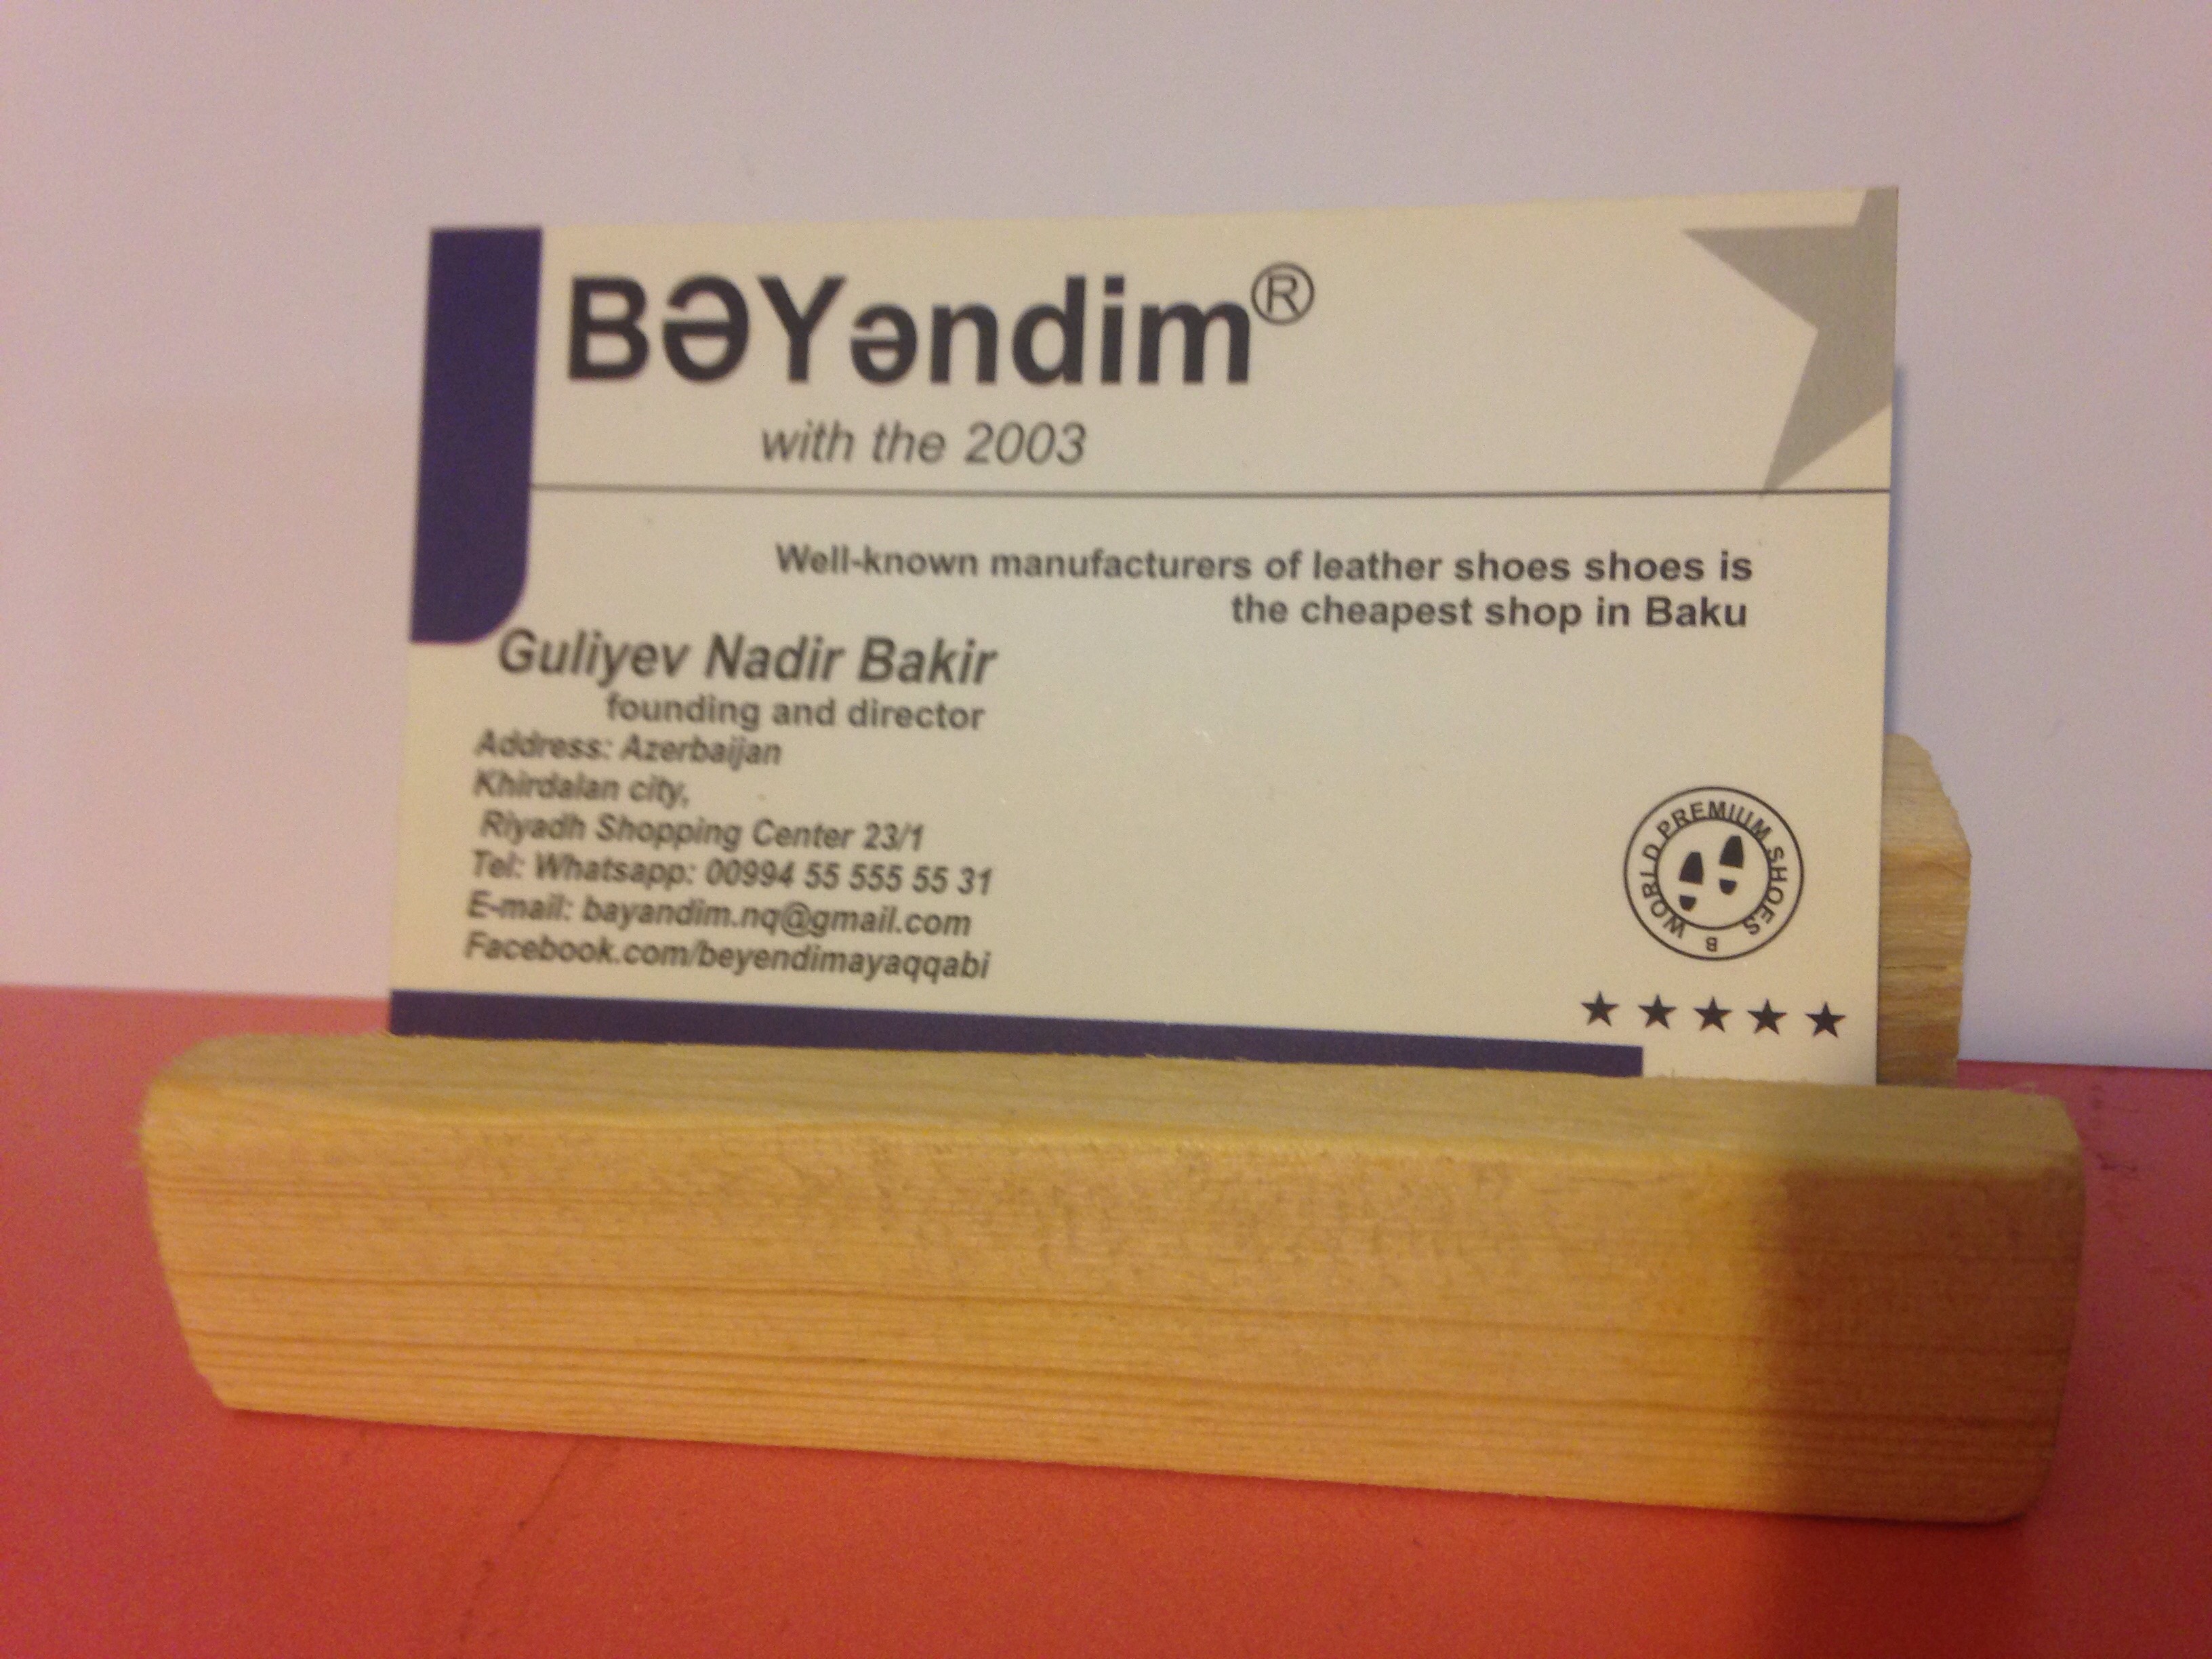 BƏYəndim®
with the 2003
Well-known manufacturers of leather shoes shoes is
the cheapest shop in Baku
Guliyev Nadir Bakir
founding and director
Address: Azerbaijan
Khirdalan city,
Riyadh Shopping Center 23/1
Tel: Whatsapp: 00994 55 555 55 31
E-mail: bayandim.nq@gmail.com
Facebook.com/beyendimayaqqabi
WORLD PREMIUM SHOES
B